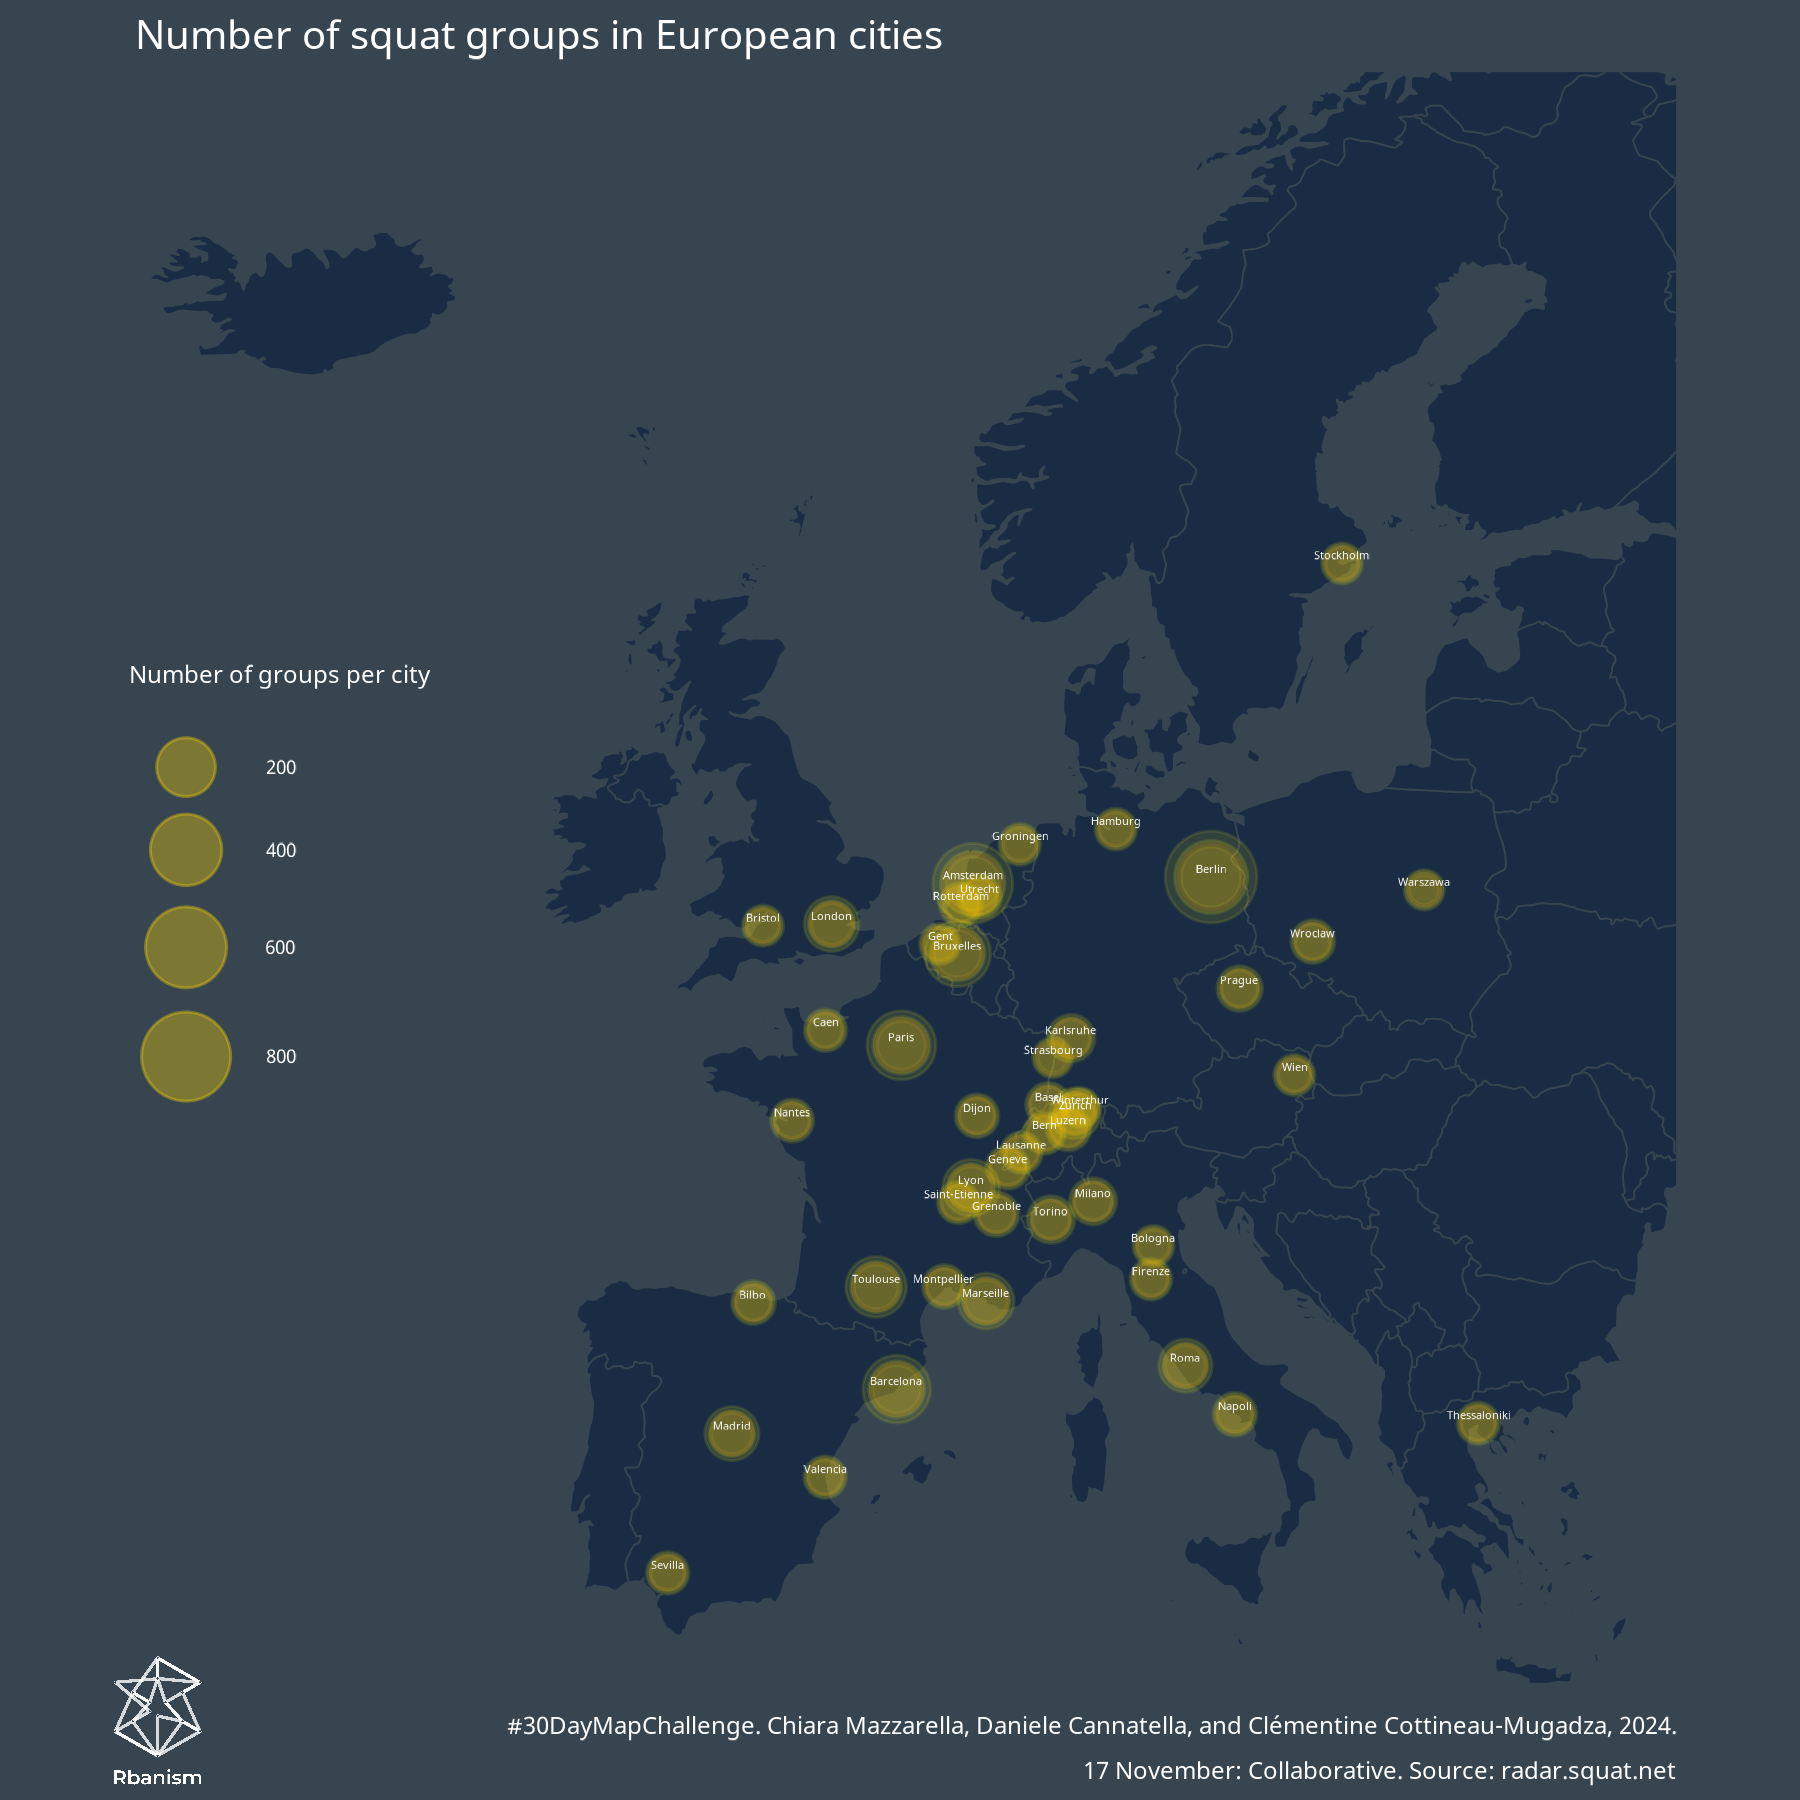 Number of squat groups in European cities
Stockholm
Number of groups per city
200
400
600
800
Hamburg
Groningen
Berlin
Amsterdam
Utrecht
Rotterdam
Warszawa
Bristol
London
Gent
Bruxelles
Wroclaw
Prague
Caen
Paris
Karlsruhe
Strasbourg
Wien
Nantes
Dijon
Basel
Winterthur
Zürich
Luzern
Bern
Lausanne
Geneve
Lyon
Saint-Etienne
Grenoble
Milano
Torino
Bologna
Firenze
Toulouse
Montpellier
Marseille
Bilbo
Roma
Barcelona
Napoli
Thessaloniki
Madrid
Valencia
Sevilla
Rbanism
#30DayMapChallenge. Chiara Mazzarella, Daniele Cannatella, and Clémentine Cottineau-Mugadza, 2024.
17 November: Collaborative. Source: radar.squat.net